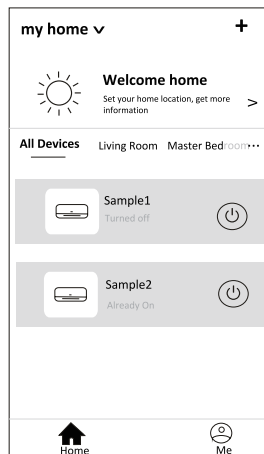 my home
Welcome home
Set your home location, get more
information
All Devices Living Room Master Bedroom
Sample1
Turned off
Sample2
Already On
Home Me